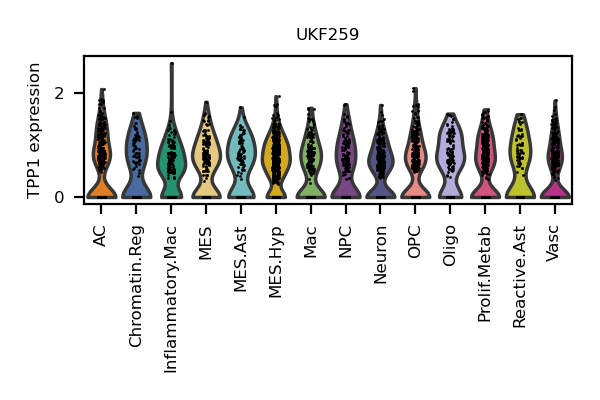 UKF259
TPP1 expression
2
0
AC
Chromatin.Reg
Inflammatory.Mac
MES
MES.Ast
MES.Hyp
Mac
NPC
Neuron
OPC
Oligo
Prolif.Metab
Reactive.Ast
Vasc